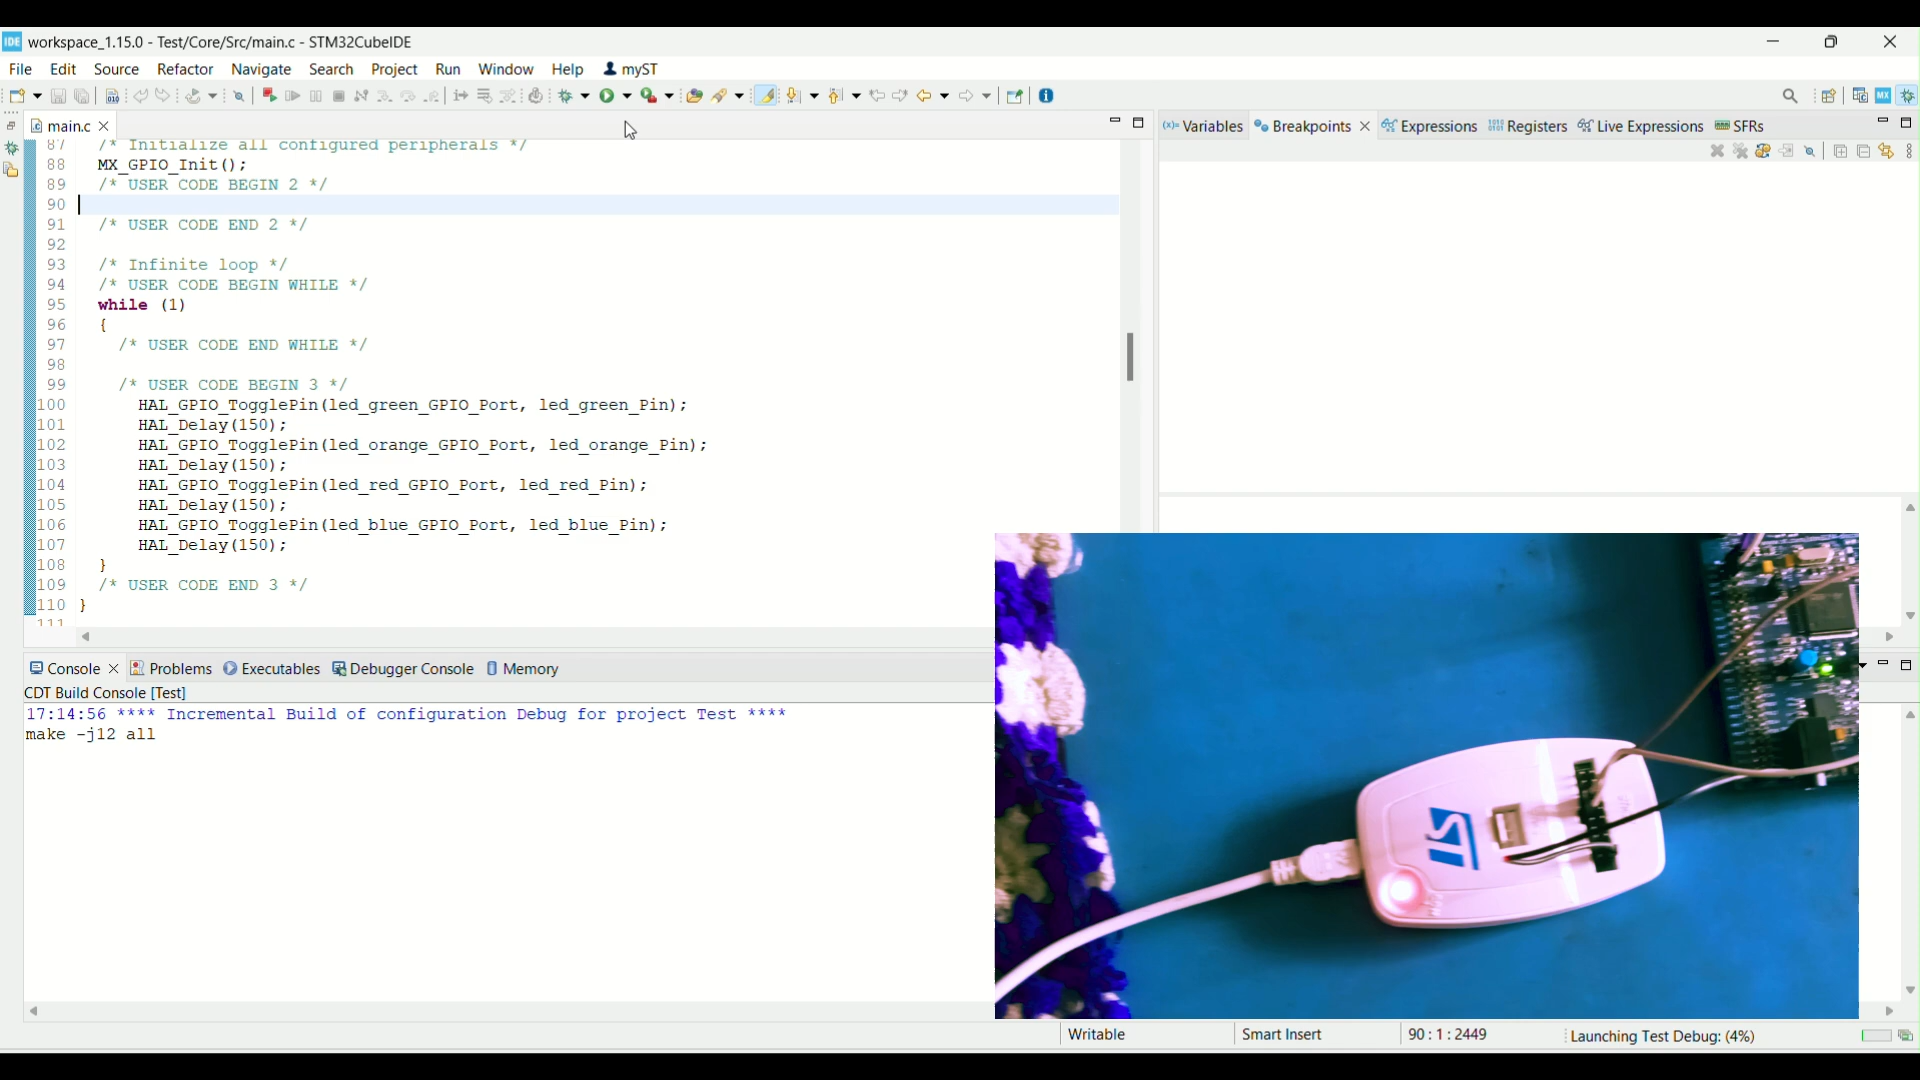 IDE workspace_1.15.0 - Test/Core/Src/main.c - STM32CubeIDE
File Edit Source Refactor Navigate Search Project Run Window Help myST
main.c
87 /* Initialize all configured peripherals */
88 MX_GPIO_Init();
89 /* USER CODE BEGIN 2 */
90
91 /* USER CODE END 2 */
92
93 /* Infinite loop */
94 /* USER CODE BEGIN WHILE */
95 while (1)
96 {
97 /* USER CODE END WHILE */
98
99 /* USER CODE BEGIN 3 */
100 HAL_GPIO_TogglePin(led_green_GPIO_Port, led_green_Pin);
101 HAL_Delay(150);
102 HAL_GPIO_TogglePin(led_orange_GPIO_Port, led_orange_Pin);
103 HAL_Delay(150);
104 HAL_GPIO_TogglePin(led_red_GPIO_Port, led_red_Pin);
105 HAL_Delay(150);
106 HAL_GPIO_TogglePin(led_blue_GPIO_Port, led_blue_Pin);
107 HAL_Delay(150);
108 }
109 /* USER CODE END 3 */
110 }
111
(x)= Variables Breakpoints Expressions Registers Live Expressions SFRs
Console Problems Executables Debugger Console Memory
CDT Build Console [Test]
17:14:56 **** Incremental Build of configuration Debug for project Test ****
make -j12 all
ST
Writable Smart Insert 90 : 1 : 2449 Launching Test Debug: (4%)